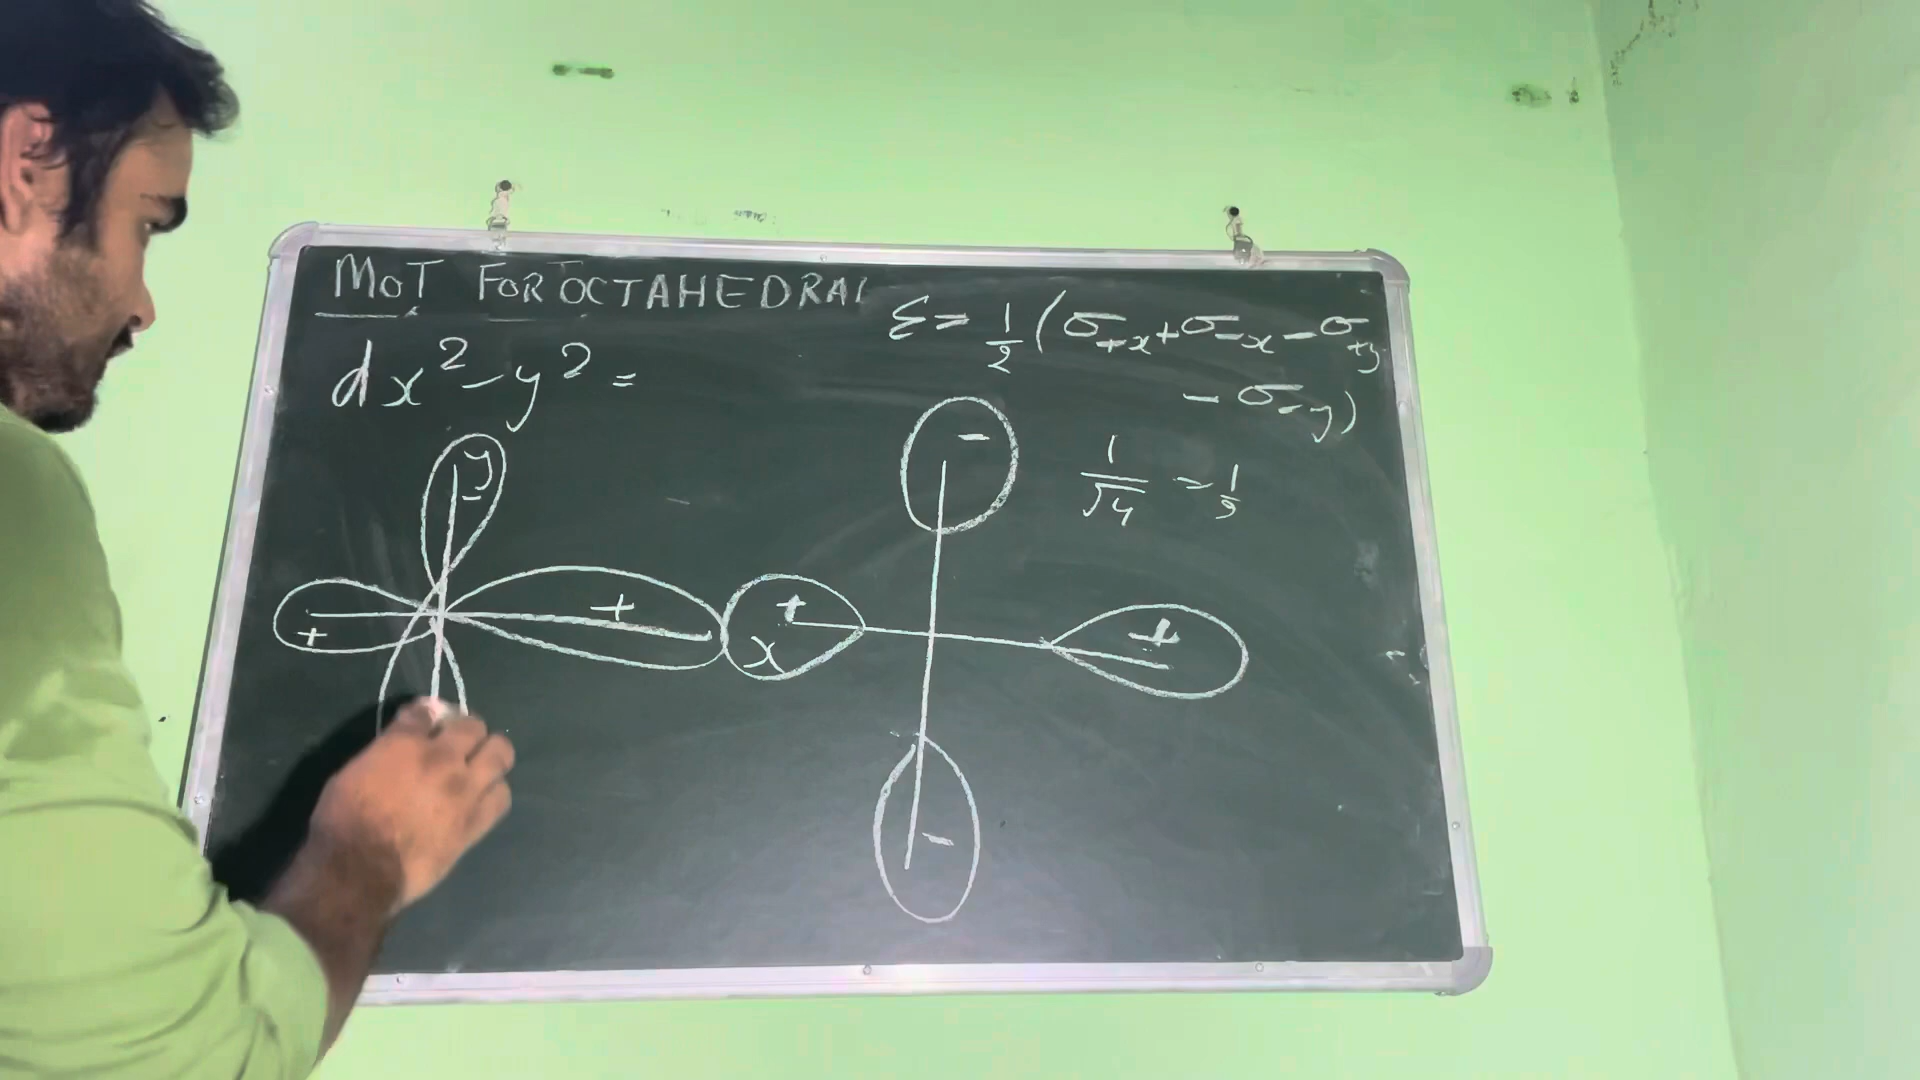 MOT FOR OCTAHEDRAL
Σ = 1/2 (σ+x + σ-x - σ+y
- σ-y)
dx²-y² =
1/√4 = 1/2
y
-
+
+
+
x
-
+
-